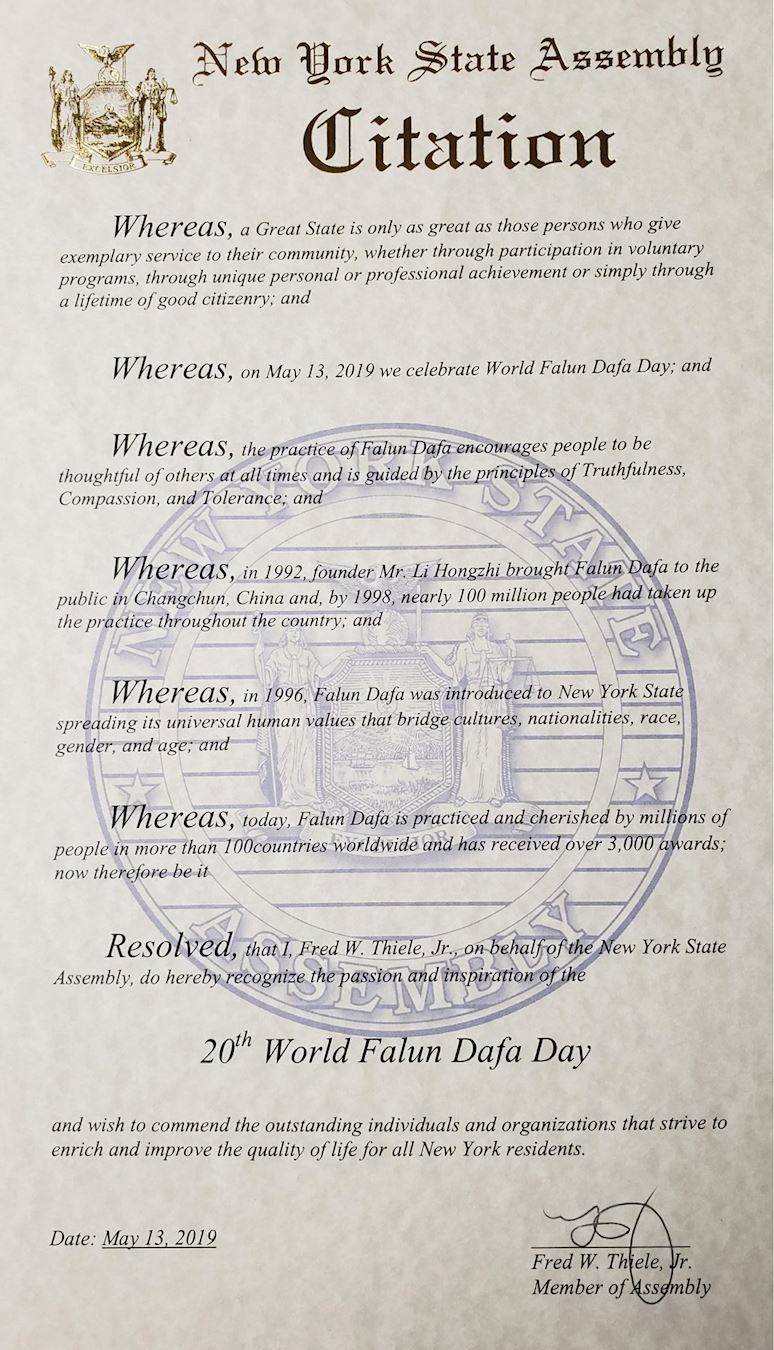 New York State Assembly
Citation
EXCELSIOR
Whereas, a Great State is only as great as those persons who give
exemplary service to their community, whether through participation in voluntary
programs, through unique personal or professional achievement or simply through
a lifetime of good citizenry; and
Whereas, on May 13, 2019 we celebrate World Falun Dafa Day; and
Whereas, the practice of Falun Dafa encourages people to be
thoughtful of others at all times and is guided by the principles of Truthfulness,
Compassion, and Tolerance; and
Whereas, in 1992, founder Mr. Li Hongzhi brought Falun Dafa to the
public in Changchun, China and, by 1998, nearly 100 million people had taken up
the practice throughout the country; and
Whereas, in 1996, Falun Dafa was introduced to New York State
spreading its universal human values that bridge cultures, nationalities, race,
gender, and age; and
Whereas, today, Falun Dafa is practiced and cherished by millions of
people in more than 100countries worldwide and has received over 3,000 awards;
now therefore be it
Resolved, that I, Fred W. Thiele, Jr., on behalf of the New York State
Assembly, do hereby recognize the passion and inspiration of the
20th World Falun Dafa Day
and wish to commend the outstanding individuals and organizations that strive to
enrich and improve the quality of life for all New York residents.
Date: May 13, 2019
Fred W. Thiele, Jr.
Member of Assembly
NEW YORK STATE
EXCELSIOR
ASSEMBLY